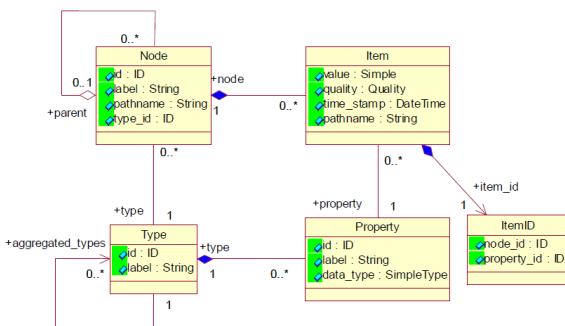 0..*
Node
id : ID
label : String
pathname : String
type_id : ID
0..1
+parent
+node
1
0..*
Item
value : Simple
quality : Quality
time_stamp : DateTime
pathname : String
0..*
0..*
+type
1
+property
1
+item_id
1
ItemID
node_id : ID
property_id : ID
+aggregated_types
0..*
Type
id : ID
label : String
+type
1
0..*
Property
id : ID
label : String
data_type : SimpleType
1